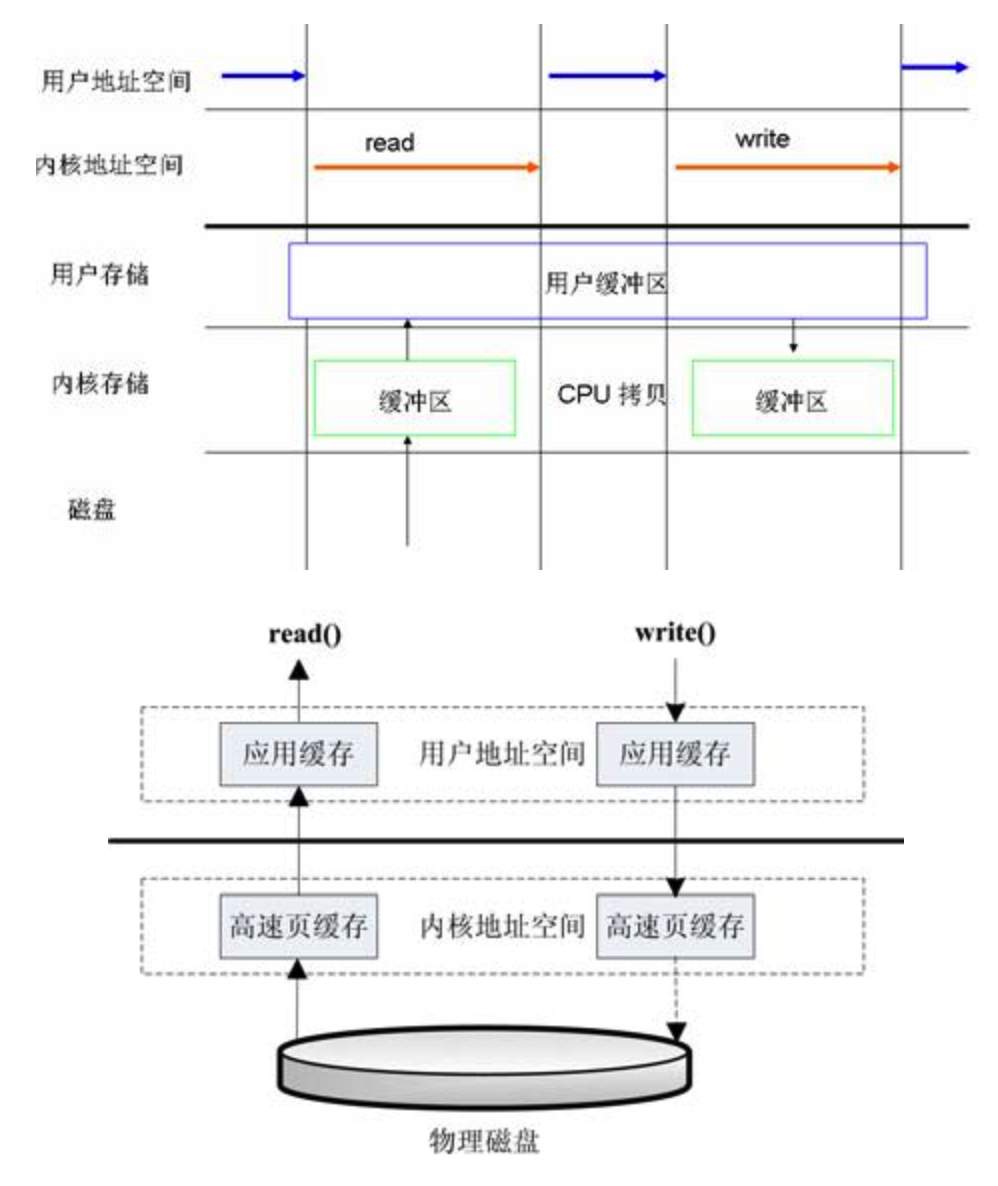 用户地址空间
内核地址空间
read
write
用户存储
用户缓冲区
内核存储
缓冲区
CPU 拷贝
缓冲区
磁盘
read()
write()
应用缓存
用户地址空间
应用缓存
高速页缓存
内核地址空间
高速页缓存
物理磁盘